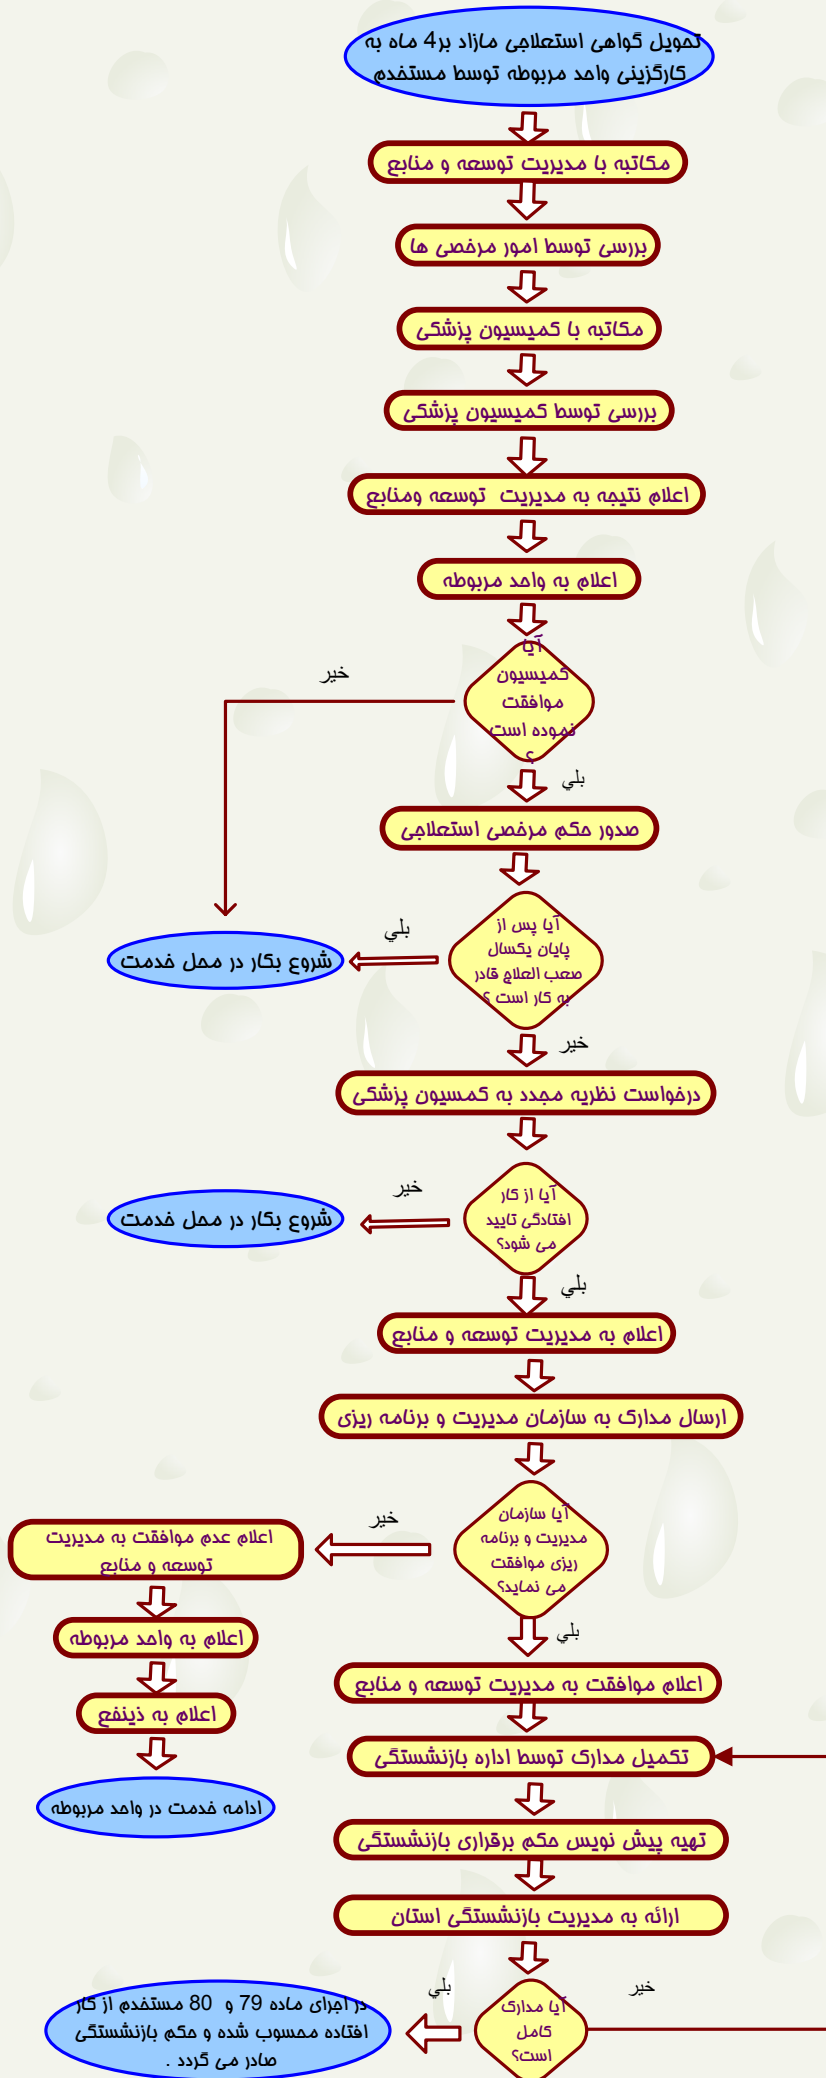 تحویل گواهی استعلاجی مازاد بر4 ماه به
کارگزینی واحد مربوطه توسط مستخدم
مکاتبه با مدیریت توسعه و منابع
بررسی توسط امور مرخصی ها
مکاتبه با کمیسیون پزشکی
بررسی توسط کمیسیون پزشکی
اعلام نتیجه به مدیریت توسعه ومنابع
اعلام به واحد مربوطه
آیا
کمیسیون
موافقت
نموده است
؟
خير
بلي
صدور حکم مرخصی استعلاجی
آیا پس از
پایان یکسال
صعب العلاج قادر
به کار است ؟
بلي
شروع بکار در محل خدمت
خير
درخواست نظریه مجدد به کمسیون پزشکی
آیا از کار
افتادگی تایید
می شود؟
خير
شروع بکار در محل خدمت
بلي
اعلام به مدیریت توسعه و منابع
ارسال مدارک به سازمان مدیریت و برنامه ریزی
آیا سازمان
مدیریت و برنامه
ریزی موافقت
می نماید؟
خير
اعلام عدم موافقت به مدیریت
توسعه و منابع
اعلام به واحد مربوطه
اعلام به ذینفع
ادامه خدمت در واحد مربوطه
بلي
اعلام موافقت به مدیریت توسعه و منابع
تکمیل مدارک توسط اداره بازنشستگی
تهیه پیش نویس حکم برقراری بازنشستگی
ارائه به مدیریت بازنشستگی استان
آیا مدارک
کامل
است؟
خير
بلي
در اجرای ماده 79 و 80 مستخدم از کار
افتاده محسوب شده و حکم بازنشستگی
صادر می گردد .